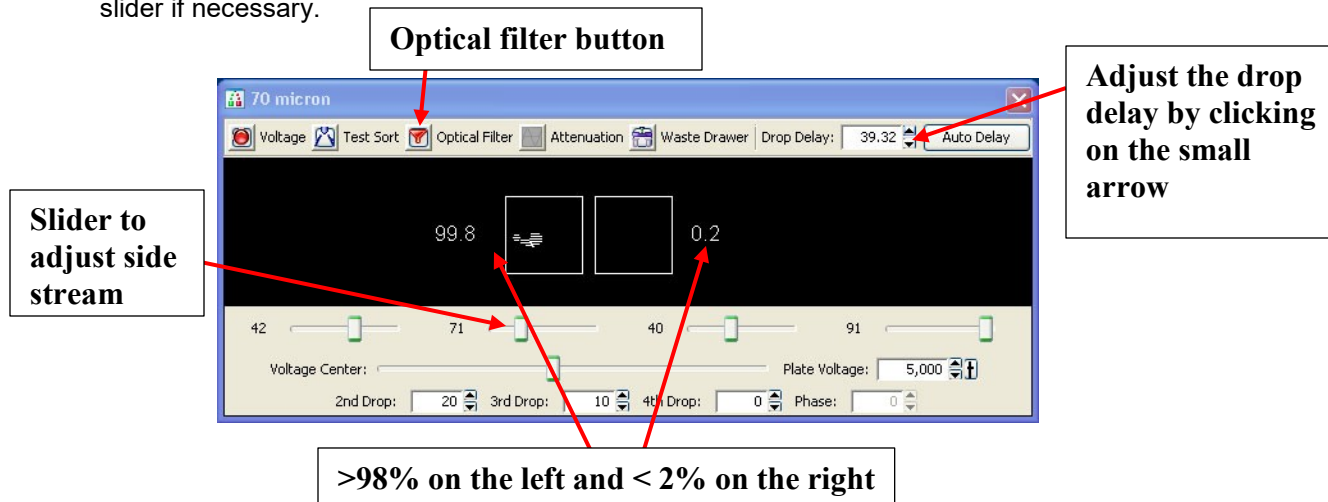 slider if necessary.
Optical filter button
Adjust the drop
delay by clicking
on the small
arrow
70 micron
Voltage Test Sort Optical Filter Attenuation Waste Drawer Drop Delay: 39.32 Auto Delay
Slider to
adjust side
stream
99.8 0.2
42 71 40 91
Voltage Center: Plate Voltage: 5,000
2nd Drop: 20 3rd Drop: 10 4th Drop: 0 Phase: 0
>98% on the left and < 2% on the right